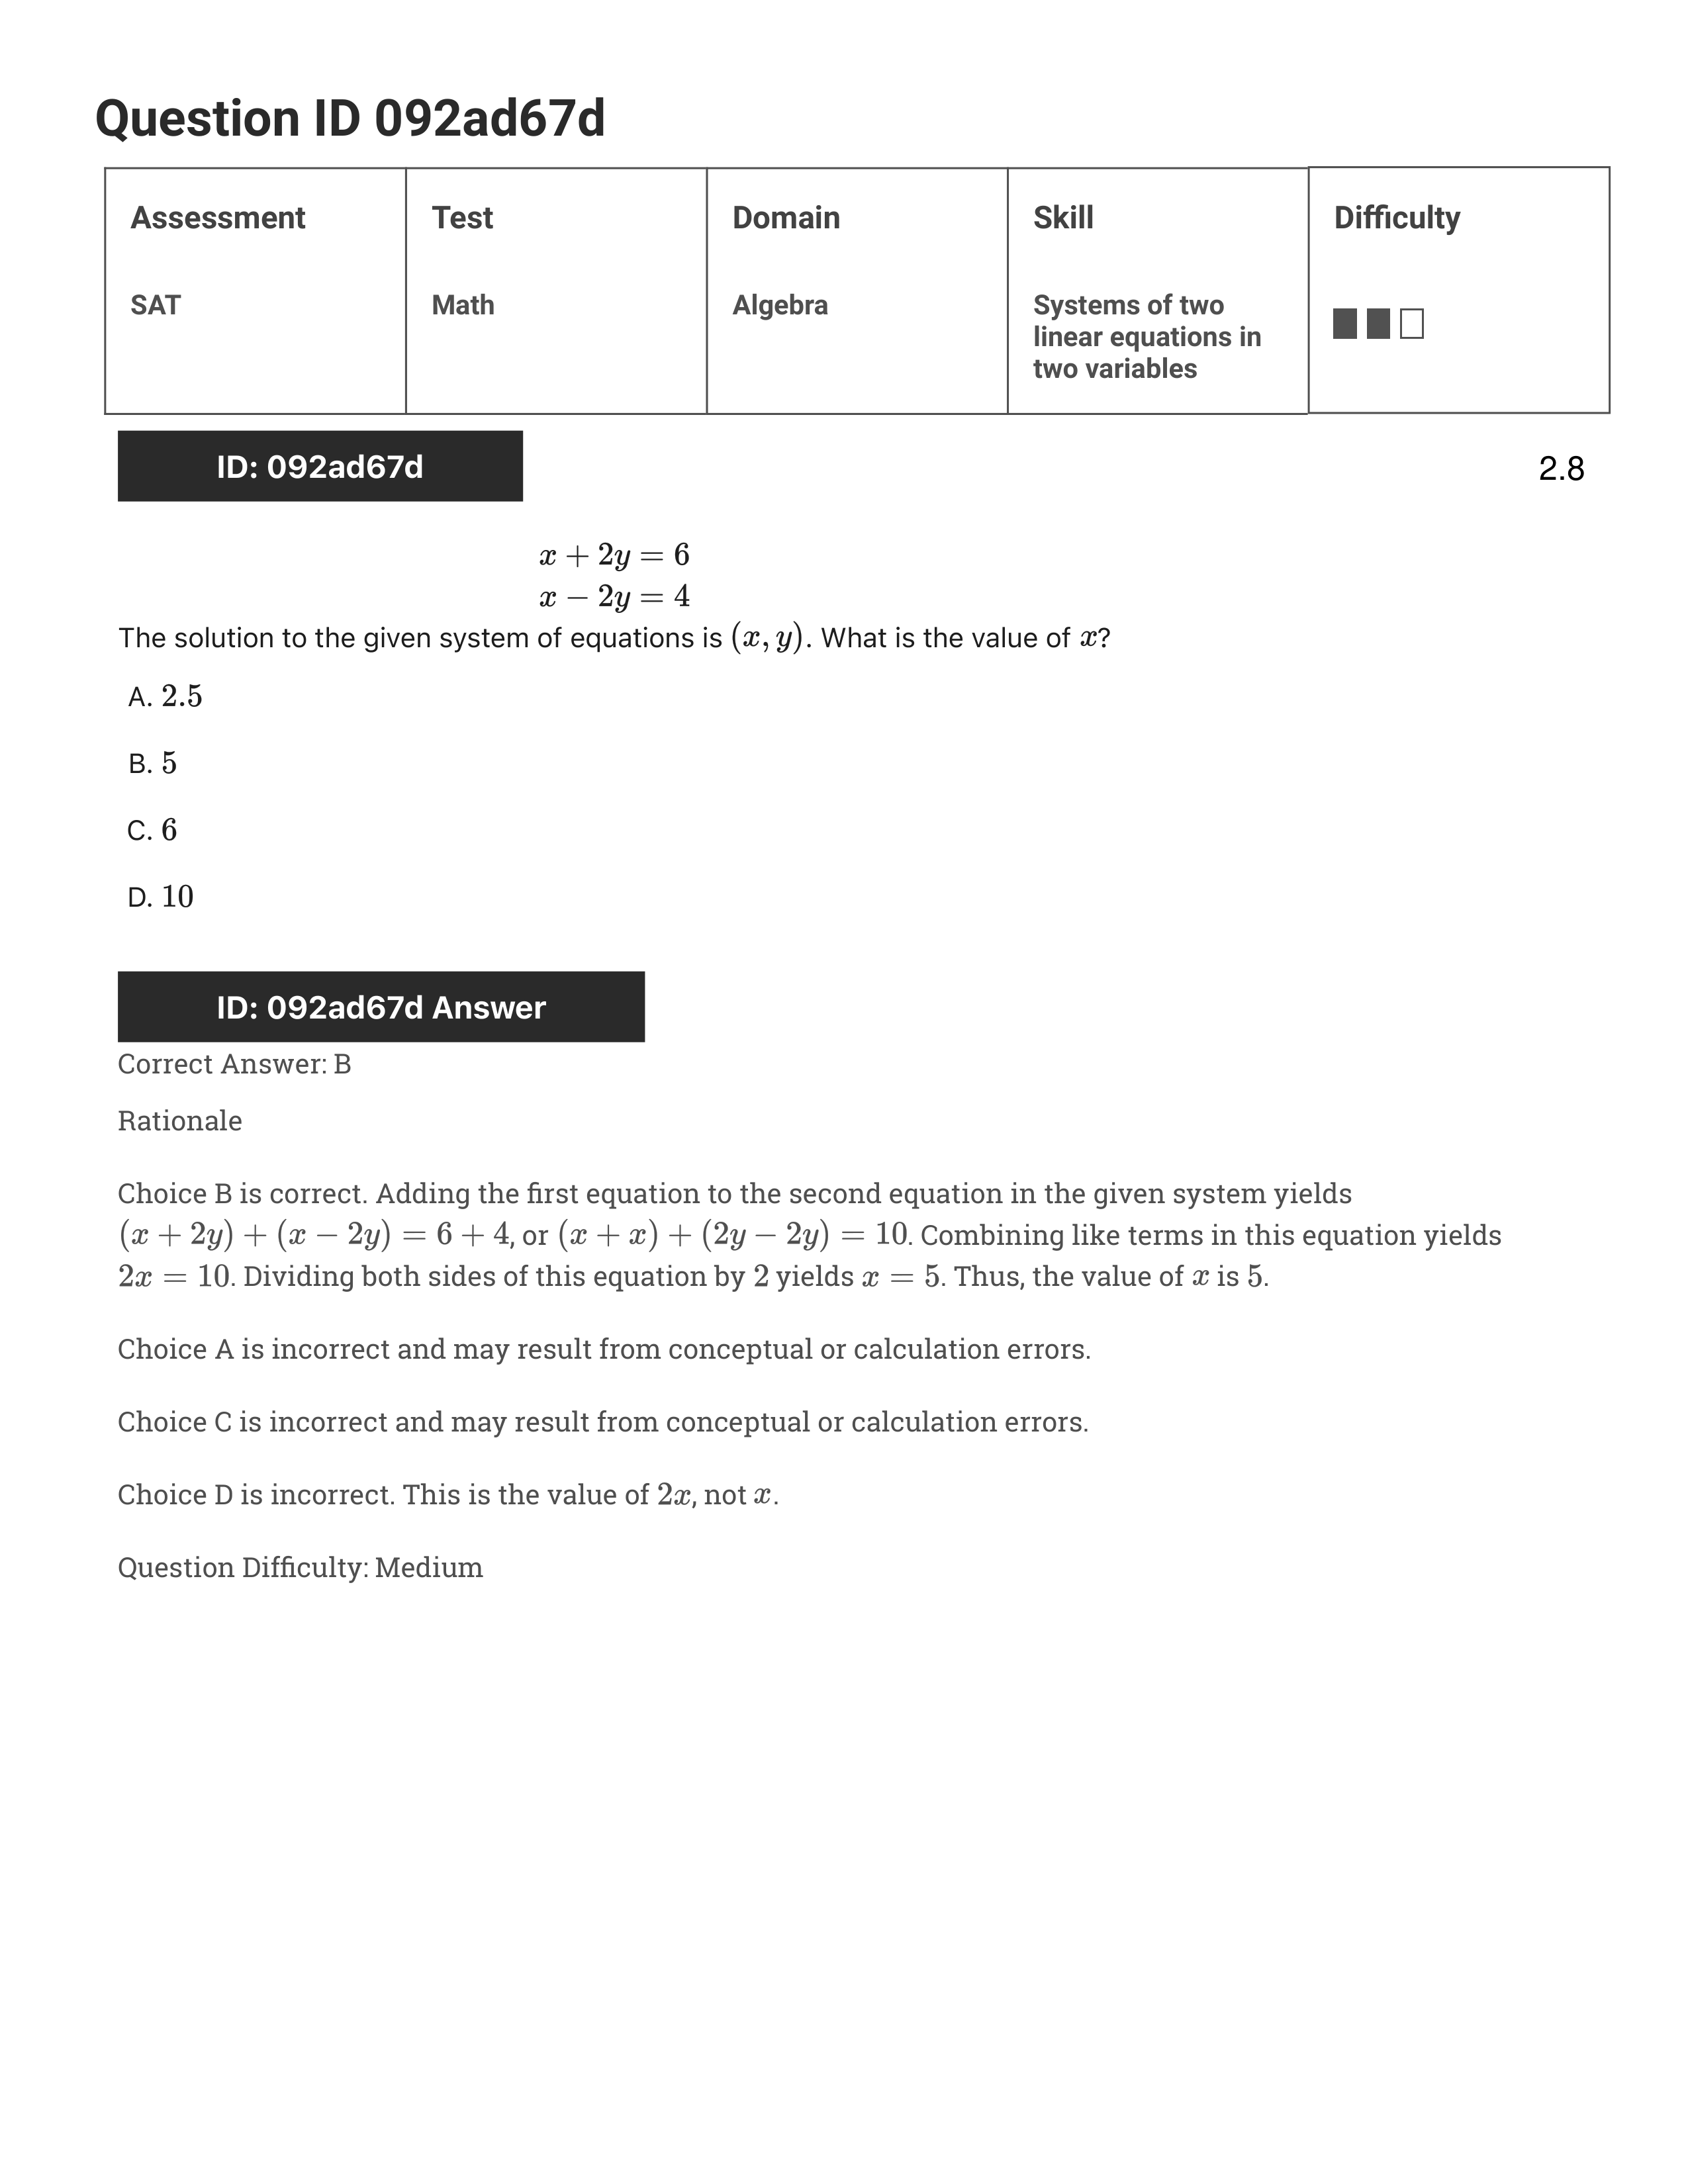 Question ID 092ad67d
Assessment Test Domain Skill Difficulty
SAT Math Algebra Systems of two
linear equations in
two variables
ID: 092ad67d 2.8
x + 2y = 6
x − 2y = 4
The solution to the given system of equations is (x, y). What is the value of x?
A. 2.5
B. 5
C. 6
D. 10
ID: 092ad67d Answer
Correct Answer: B
Rationale
Choice B is correct. Adding the first equation to the second equation in the given system yields
(x + 2y) + (x − 2y) = 6 + 4, or (x + x) + (2y − 2y) = 10. Combining like terms in this equation yields
2x = 10. Dividing both sides of this equation by 2 yields x = 5. Thus, the value of x is 5.
Choice A is incorrect and may result from conceptual or calculation errors.
Choice C is incorrect and may result from conceptual or calculation errors.
Choice D is incorrect. This is the value of 2x, not x.
Question Difficulty: Medium